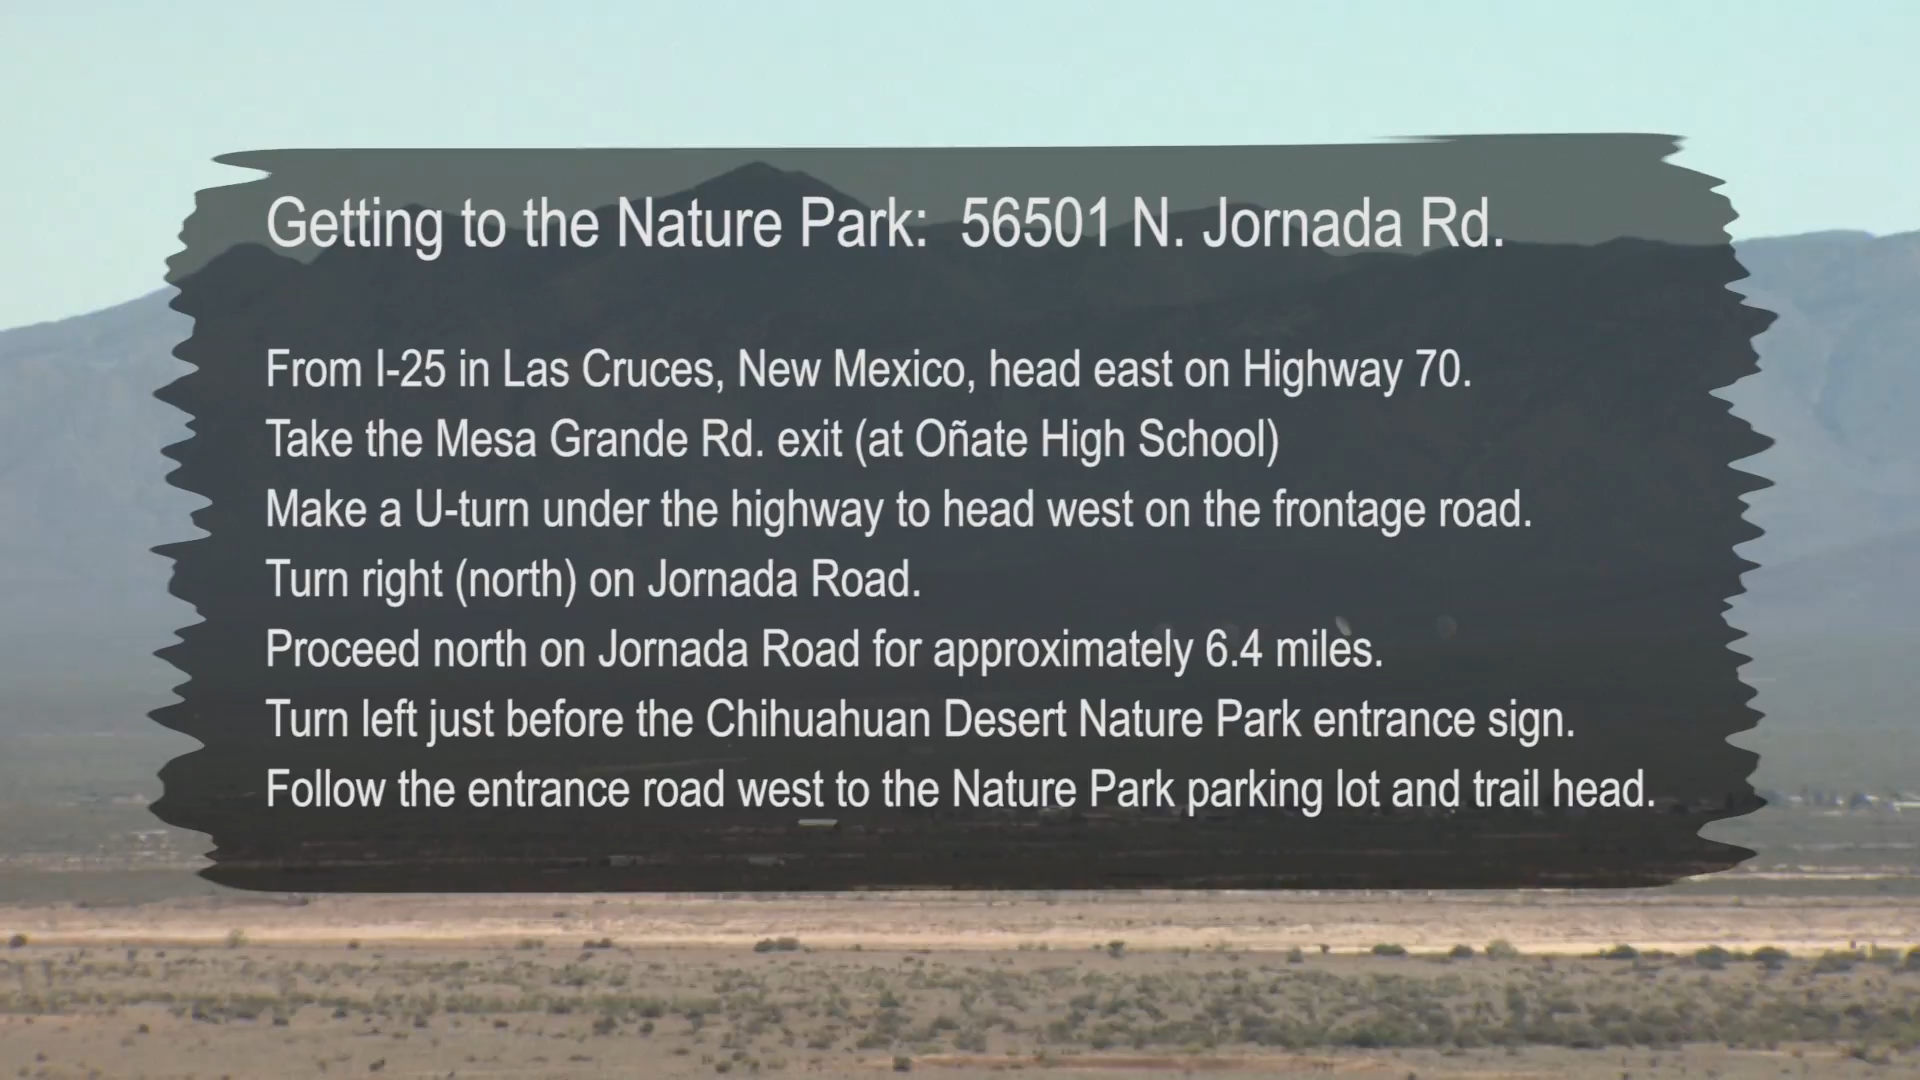 Getting to the Nature Park: 56501 N. Jornada Rd.
From I-25 in Las Cruces, New Mexico, head east on Highway 70.
Take the Mesa Grande Rd. exit (at Oñate High School)
Make a U-turn under the highway to head west on the frontage road.
Turn right (north) on Jornada Road.
Proceed north on Jornada Road for approximately 6.4 miles.
Turn left just before the Chihuahuan Desert Nature Park entrance sign.
Follow the entrance road west to the Nature Park parking lot and trail head.